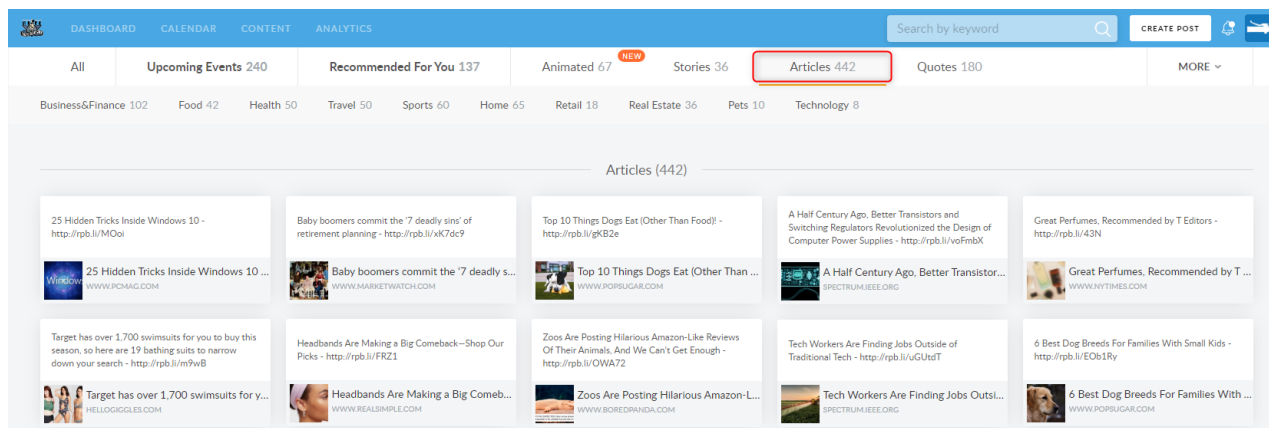 DASHBOARD CALENDAR CONTENT ANALYTICS Search by keyword CREATE POST
All Upcoming Events 240 Recommended For You 137 Animated 67 NEW Stories 36 Articles 442 Quotes 180 MORE
Business&Finance 102 Food 42 Health 50 Travel 50 Sports 60 Home 65 Retail 18 Real Estate 36 Pets 10 Technology 8
Articles (442)
25 Hidden Tricks Inside Windows 10 -
http://rpb.li/MOoi
Windows
25 Hidden Tricks Inside Windows 10 ...
WWW.PCMAG.COM
Baby boomers commit the '7 deadly sins' of
retirement planning - http://rpb.li/xK7dc9
Baby boomers commit the '7 deadly s...
WWW.MARKETWATCH.COM
Top 10 Things Dogs Eat (Other Than Food)! -
http://rpb.li/gKB2e
Top 10 Things Dogs Eat (Other Than ...
WWW.POPSUGAR.COM
A Half Century Ago, Better Transistors and
Switching Regulators Revolutionized the Design of
Computer Power Supplies - http://rpb.li/voFmbX
A Half Century Ago, Better Transistor...
SPECTRUM.IEEE.ORG
Great Perfumes, Recommended by T Editors -
http://rpb.li/43N
Great Perfumes, Recommended by T ...
WWW.NYTIMES.COM
Target has over 1,700 swimsuits for you to buy this
season, so here are 19 bathing suits to narrow
down your search - http://rpb.li/m9wB
Target has over 1,700 swimsuits for y...
HELLOGIGGLES.COM
Headbands Are Making a Big Comeback—Shop Our
Picks - http://rpb.li/FRZ1
Headbands Are Making a Big Comeb...
WWW.REALSIMPLE.COM
Zoos Are Posting Hilarious Amazon-Like Reviews
Of Their Animals, And We Can't Get Enough -
http://rpb.li/OWA72
Zoos Are Posting Hilarious Amazon-L...
WWW.BOREDPANDA.COM
Tech Workers Are Finding Jobs Outside of
Traditional Tech - http://rpb.li/uGUtdT
Tech Workers Are Finding Jobs Outsi...
SPECTRUM.IEEE.ORG
6 Best Dog Breeds For Families With Small Kids -
http://rpb.li/EOb1Ry
6 Best Dog Breeds For Families With ...
WWW.POPSUGAR.COM